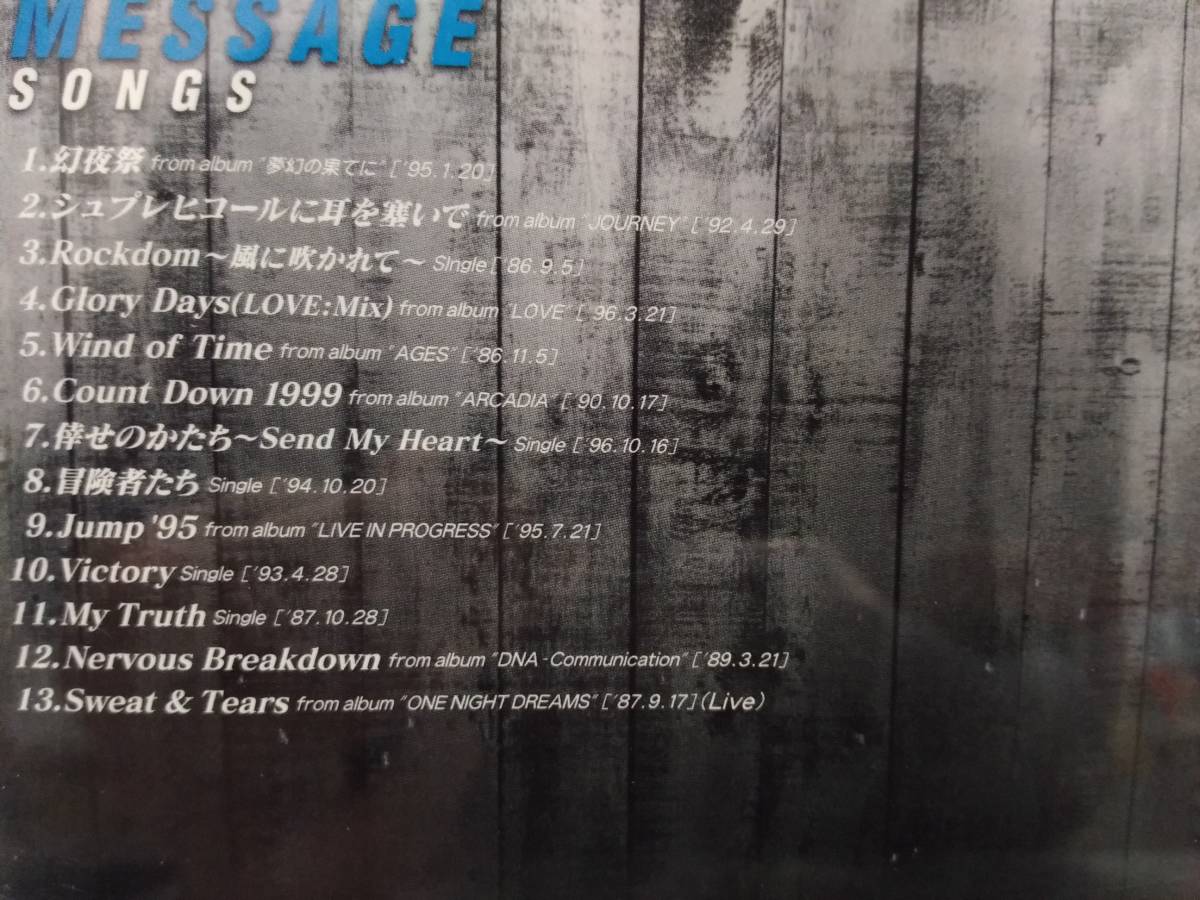 MESSAGE
SONGS
1.幻夜祭 from album "夢幻の果てに" ['95.1.20]
2.シュプレヒコールに耳を塞いで from album "JOURNEY" ['92.4.29]
3.Rockdom～風に吹かれて～ Single ['86.9.5]
4.Glory Days(LOVE:Mix) from album "LOVE" ['96.3.21]
5.Wind of Time from album "AGES" ['86.11.5]
6.Count Down 1999 from album "ARCADIA" ['90.10.17]
7.倖せのかたち～Send My Heart～ Single ['96.10.16]
8.冒険者たち Single ['94.10.20]
9.Jump '95 from album "LIVE IN PROGRESS" ['95.7.21]
10.Victory Single ['93.4.28]
11.My Truth Single ['87.10.28]
12.Nervous Breakdown from album "DNA-Communication" ['89.3.21]
13.Sweat & Tears from album "ONE NIGHT DREAMS" ['87.9.17](Live)